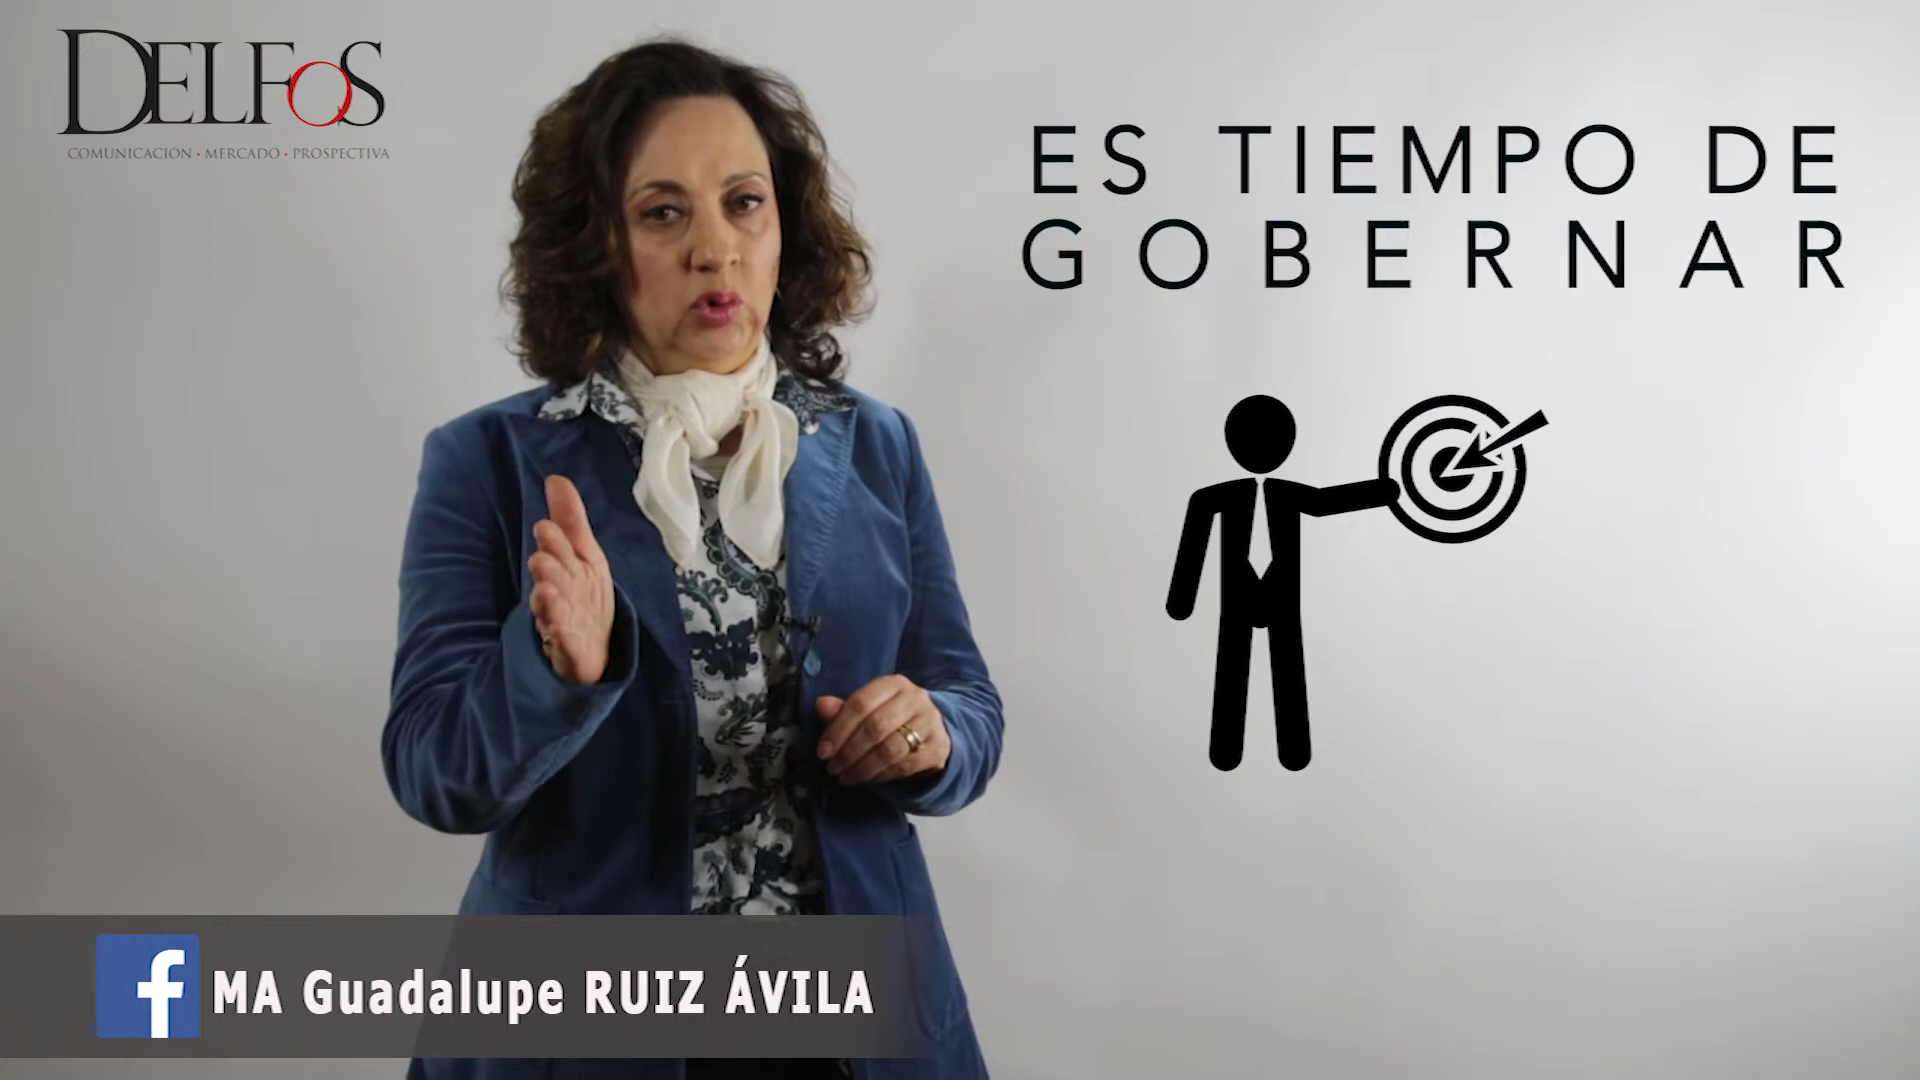 DELFOS
COMUNICACIÓN • MERCADO • PROSPECTIVA
ES TIEMPO DE
GOBERNAR
f MA Guadalupe RUIZ ÁVILA